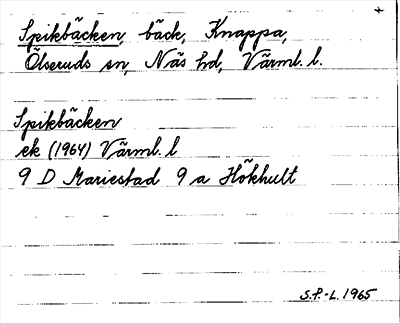 Spikbäcken, bäck, Knappa,
Ölseruds sn, Näs hd, Värml. l.
Spikbäcken
ek (1964) Värml. l
9 D Mariestad 9 a Hökhult
S.P.-L. 1965